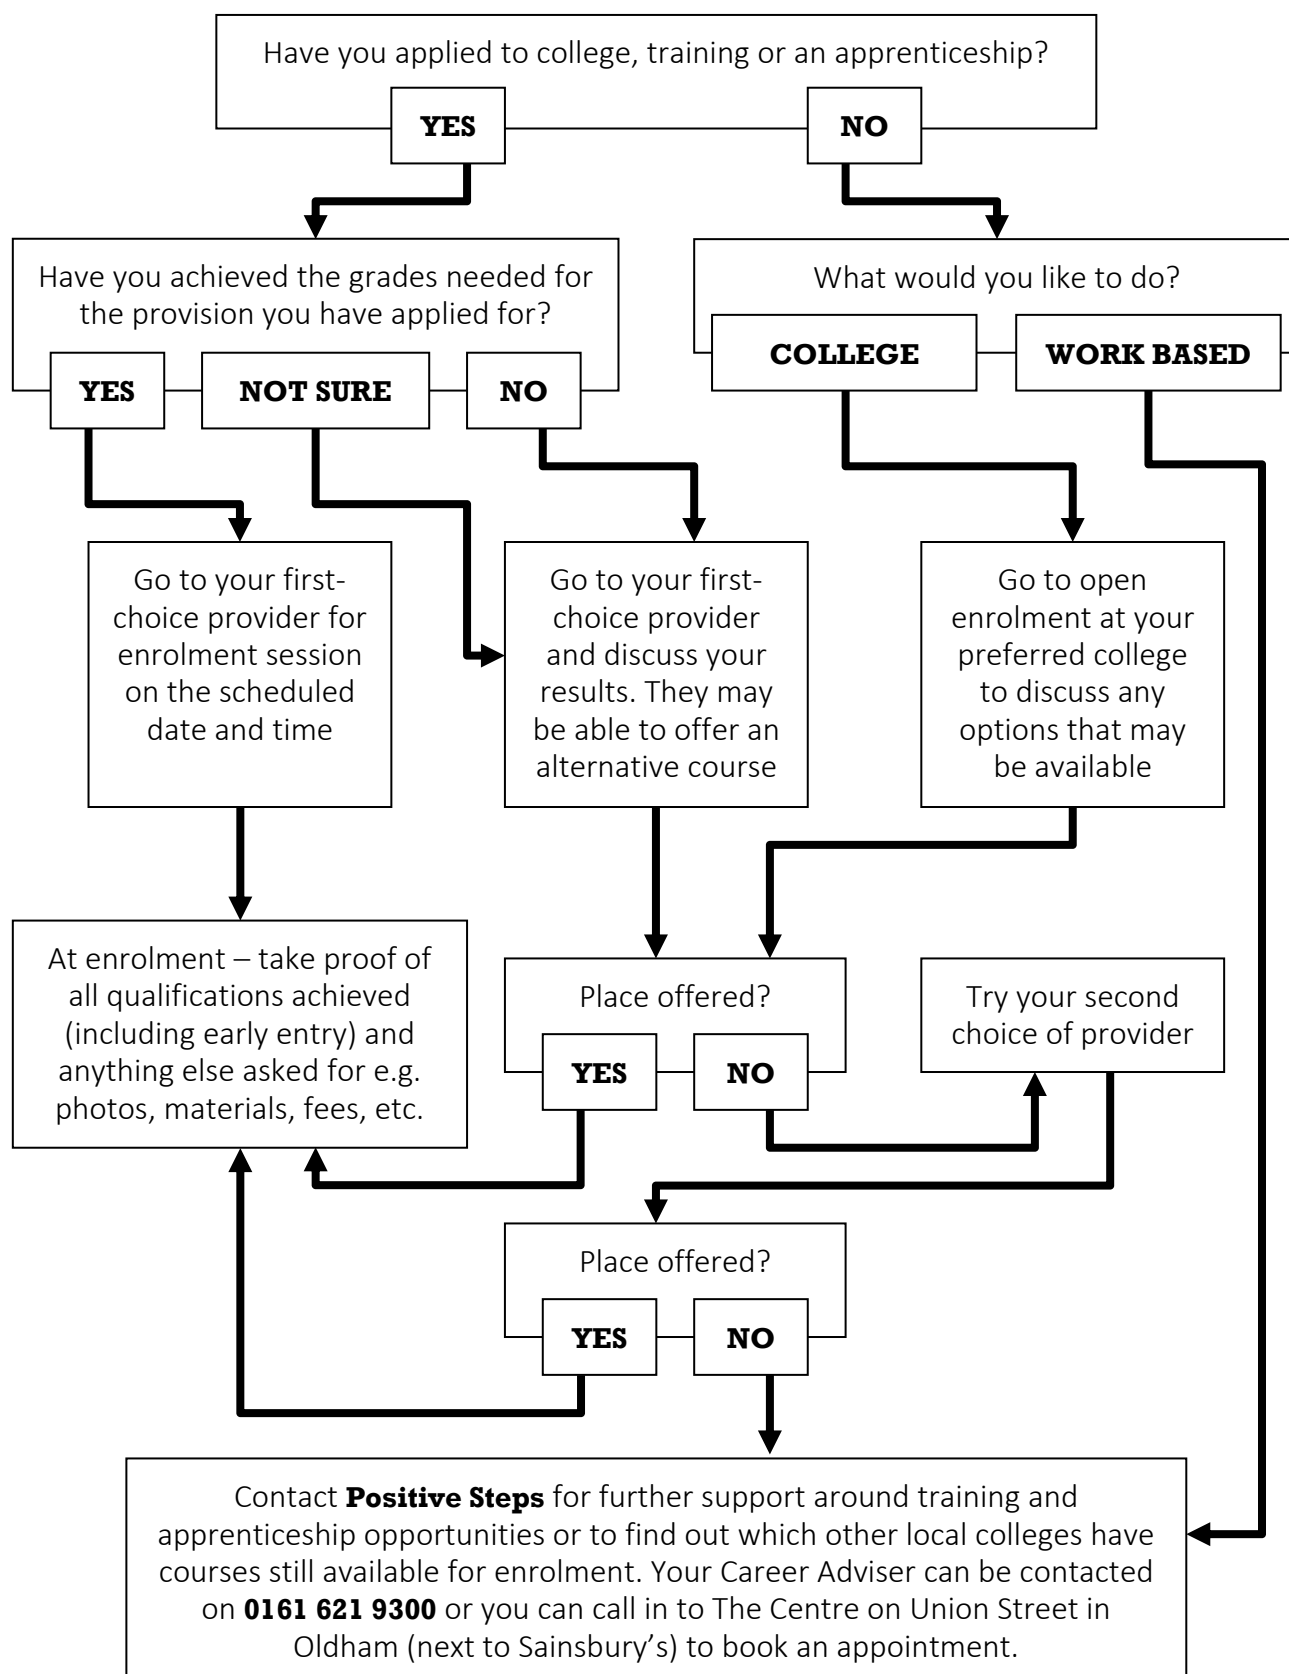 Have you applied to college, training or an apprenticeship?
YES
NO
Have you achieved the grades needed for
the provision you have applied for?
YES
NOT SURE
NO
What would you like to do?
COLLEGE
WORK BASED
Go to your first-
choice provider for
enrolment session
on the scheduled
date and time
Go to your first-
choice provider
and discuss your
results. They may
be able to offer an
alternative course
Go to open
enrolment at your
preferred college
to discuss any
options that may
be available
At enrolment – take proof of
all qualifications achieved
(including early entry) and
anything else asked for e.g.
photos, materials, fees, etc.
Place offered?
YES
NO
Try your second
choice of provider
Place offered?
YES
NO
Contact Positive Steps for further support around training and
apprenticeship opportunities or to find out which other local colleges have
courses still available for enrolment. Your Career Adviser can be contacted
on 0161 621 9300 or you can call in to The Centre on Union Street in
Oldham (next to Sainsbury’s) to book an appointment.